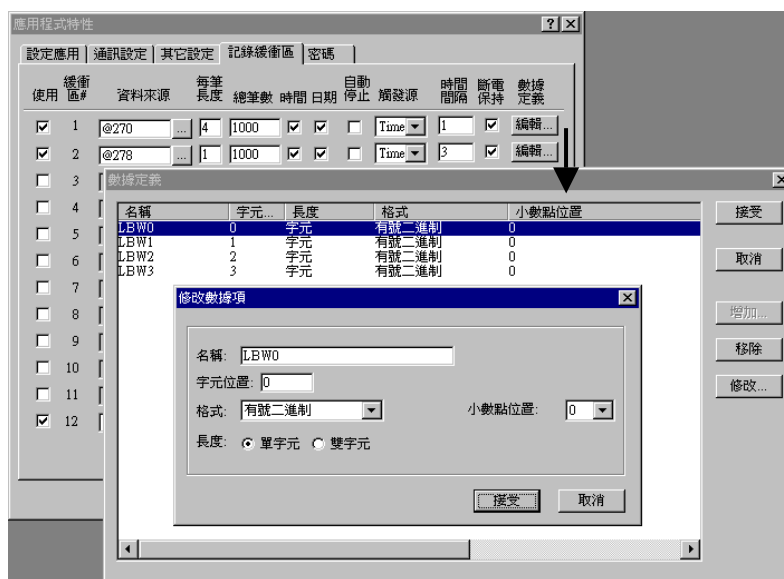 應用程式特性
設定應用 通訊設定 其它設定 記錄緩衝區 密碼
使用 緩衝區# 資料來源 每筆長度 總筆數 時間 日期 自動停止 觸發源 時間間隔 斷電保持 數據定義
1 @270 ... 4 1000 Time 1 編輯...
2 @278 ... 1 1000 Time 3 編輯...
3
4
5
6
7
8
9
10
11
12
數據定義
名稱 字元... 長度 格式 小數點位置
LBW0 0 字元 有號二進制 0
LBW1 1 字元 有號二進制 0
LBW2 2 字元 有號二進制 0
LBW3 3 字元 有號二進制 0
接受
取消
增加...
移除
修改...
修改數據項
名稱: LBW0
字元位置: 0
格式: 有號二進制 小數點位置: 0
長度: 單字元 雙字元
接受 取消